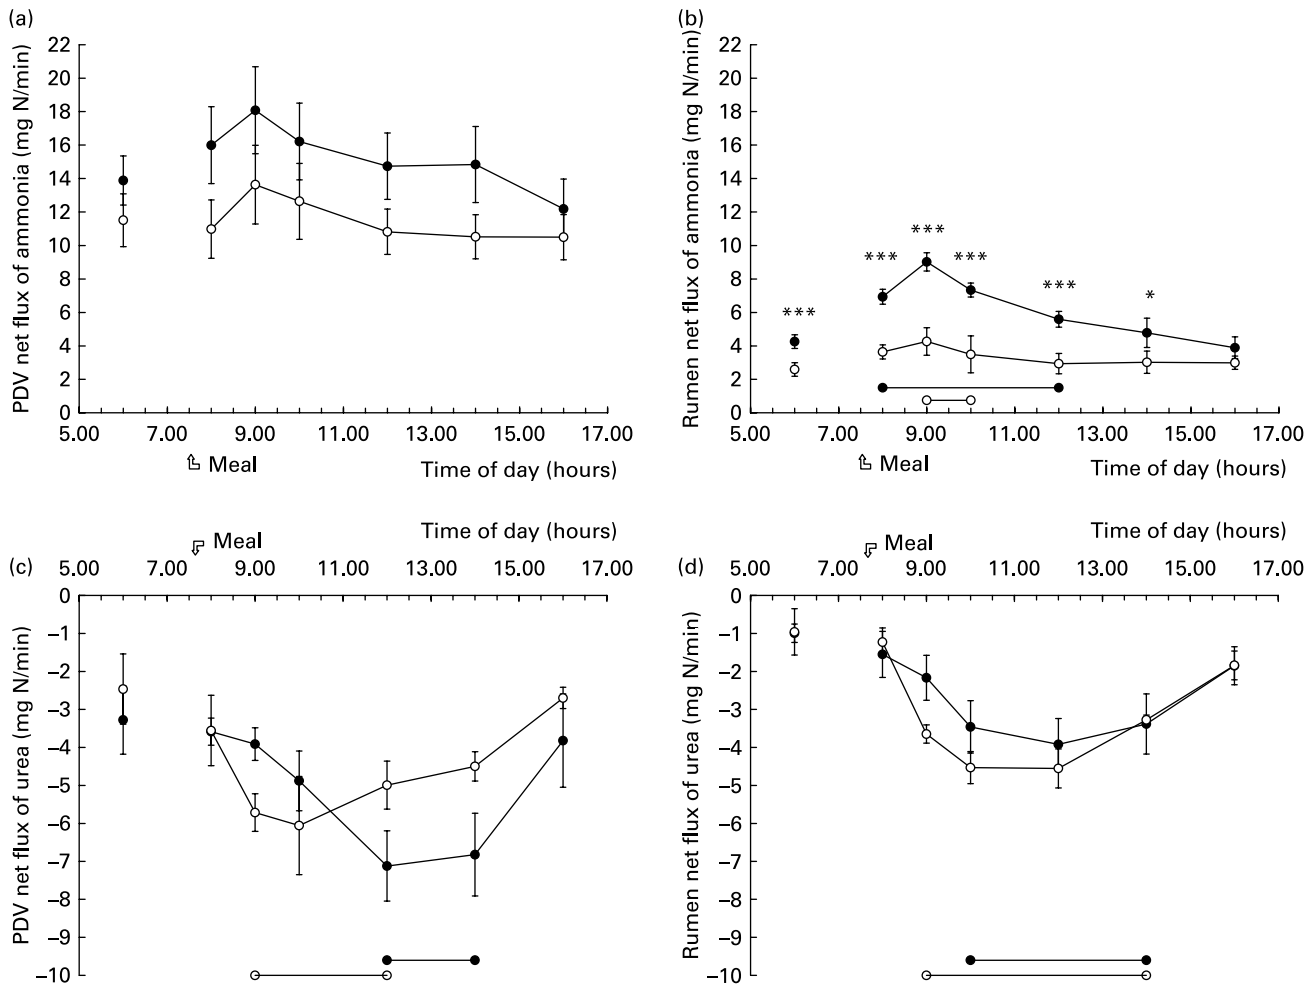 (a)
PDV net flux of ammonia (mg N/min)
22
20
18
16
14
12
10
8
6
4
2
0
5.00 7.00 9.00 11.00 13.00 15.00 17.00
Meal
Time of day (hours)
(b)
Rumen net flux of ammonia (mg N/min)
22
20
18
16
14
12
10
8
6
4
2
0
*** *** *** *** *** *
5.00 7.00 9.00 11.00 13.00 15.00 17.00
Meal
Time of day (hours)
(c)
Time of day (hours)
Meal
5.00 7.00 9.00 11.00 13.00 15.00 17.00
PDV net flux of urea (mg N/min)
0
–1
–2
–3
–4
–5
–6
–7
–8
–9
–10
(d)
Time of day (hours)
Meal
5.00 7.00 9.00 11.00 13.00 15.00 17.00
Rumen net flux of urea (mg N/min)
0
–1
–2
–3
–4
–5
–6
–7
–8
–9
–10